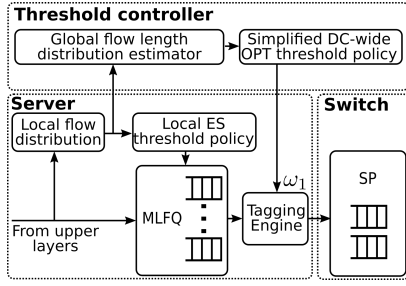 Threshold controller
Global flow length
distribution estimator
Simplified DC-wide
OPT threshold policy
Server
Switch
Local flow
distribution
Local ES
threshold policy
ω₁
SP
MLFQ
Tagging
Engine
From upper
layers